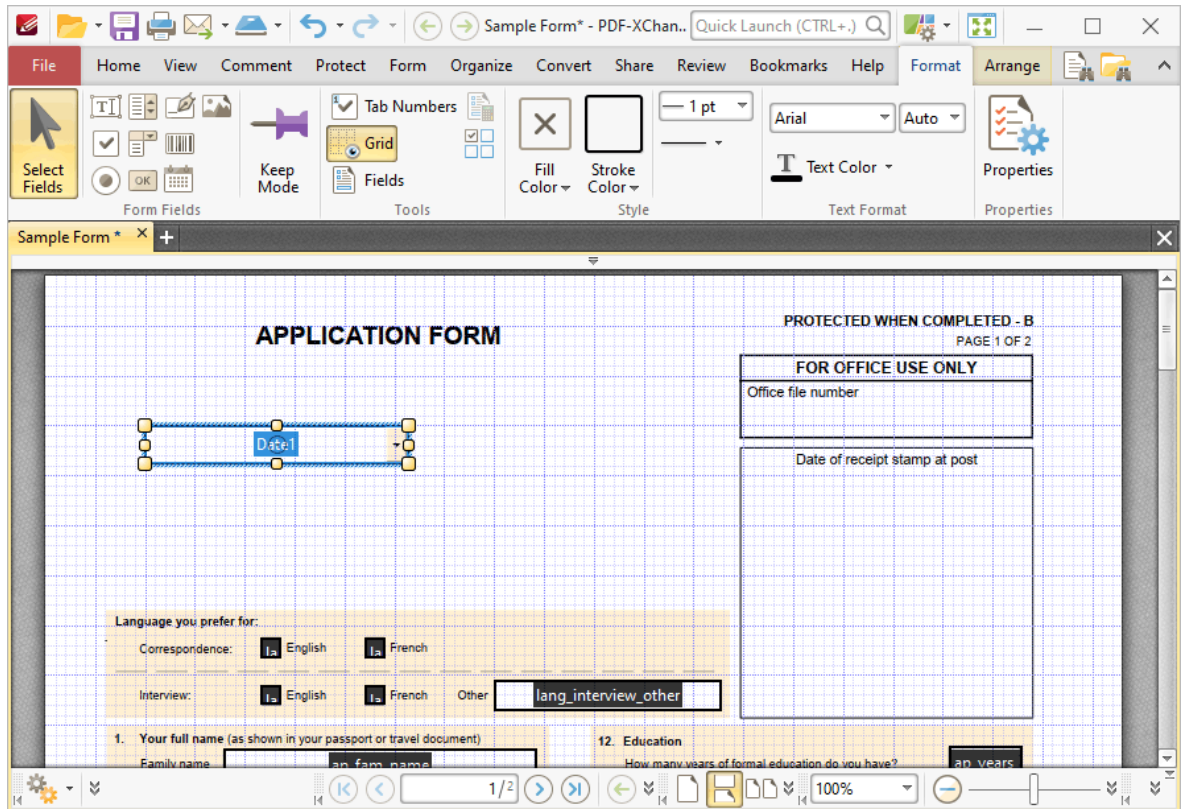 Sample Form* - PDF-XChan.. Quick Launch (CTRL+.)
File Home View Comment Protect Form Organize Convert Share Review Bookmarks Help Format Arrange
Select Fields
OK
Form Fields
Keep Mode
Tab Numbers
Grid
Fields
Tools
Fill Color
Stroke Color
1 pt
Style
Arial Auto
T Text Color
Text Format
Properties
Properties
Sample Form *
APPLICATION FORM
PROTECTED WHEN COMPLETED - B
PAGE 1 OF 2
FOR OFFICE USE ONLY
Office file number
Date1
Date of receipt stamp at post
Language you prefer for:
Correspondence: la English la French
Interview: la English la French Other lang_interview_other
1. Your full name (as shown in your passport or travel document)
Family name ap_fam_name
12. Education
How many years of formal education do you have? ap_years
1/2
100%